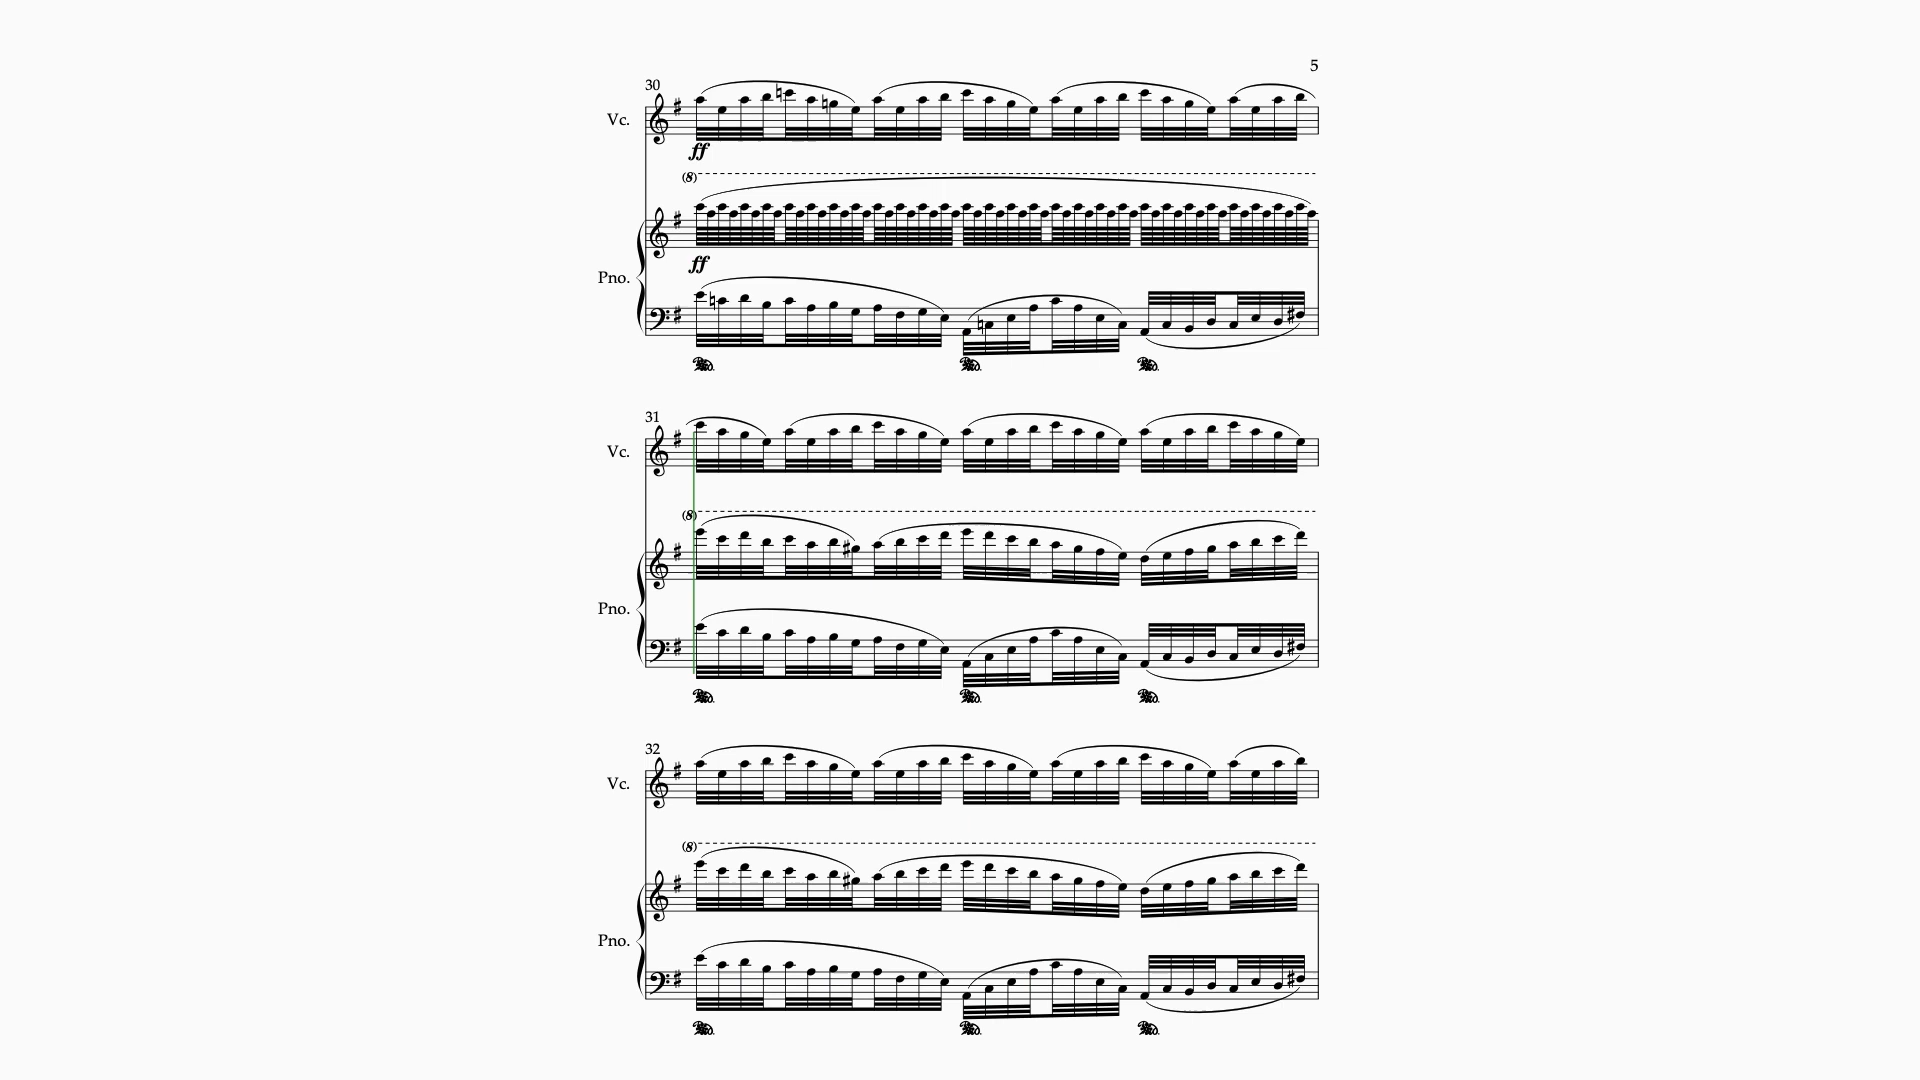 5
30
Vc.
ff
(8)
ff
Pno.
31
Vc.
(8)
Pno.
32
Vc.
(8)
Pno.